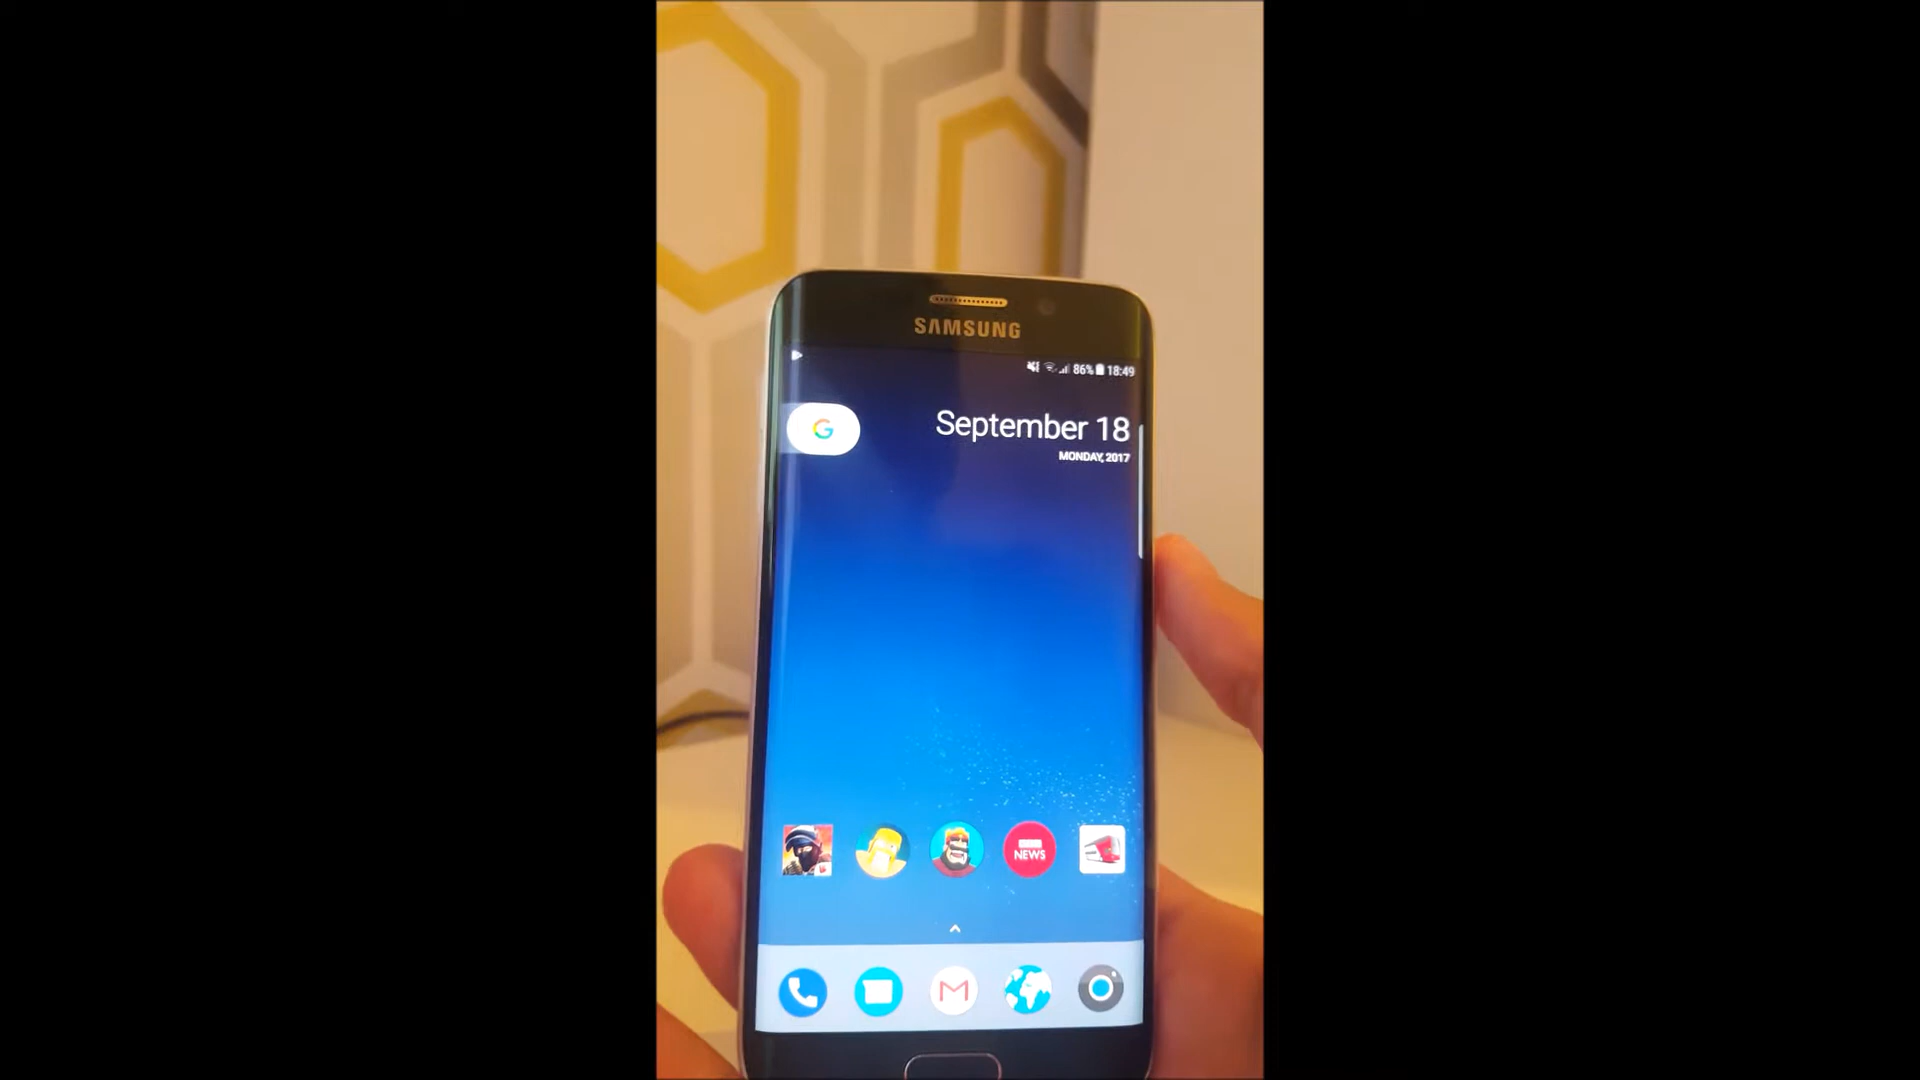 SAMSUNG
86% 18:49
G
September 18
MONDAY, 2017
NEWS
M